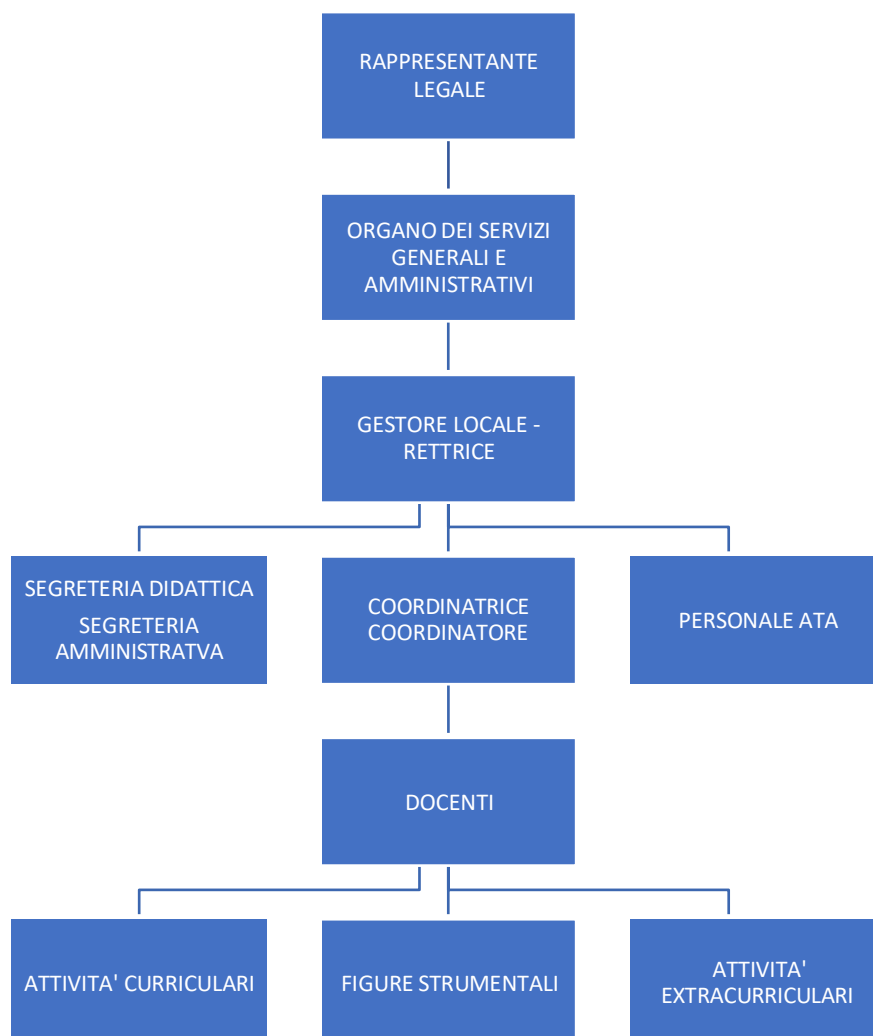 RAPPRESENTANTE
LEGALE
ORGANO DEI SERVIZI
GENERALI E
AMMINISTRATIVI
GESTORE LOCALE -
RETTRICE
SEGRETERIA DIDATTICA
SEGRETERIA
AMMINISTRATVA
COORDINATRICE
COORDINATORE
PERSONALE ATA
DOCENTI
ATTIVITA' CURRICULARI
FIGURE STRUMENTALI
ATTIVITA'
EXTRACURRICULARI